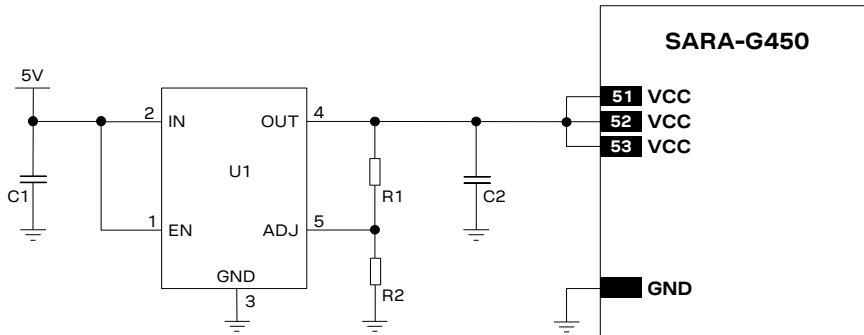 SARA-G450
5V
51 VCC
52 VCC
53 VCC
2 IN
OUT 4
U1
C1
R1
C2
1 EN
ADJ 5
GND
3
R2
GND